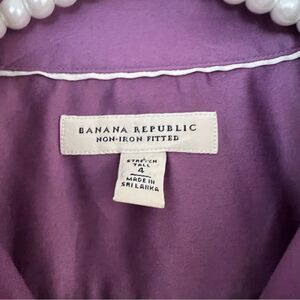 BANANA REPUBLIC
NON-IRON FITTED
STRETCH
TALL
4
MADE IN
SRI LANKA